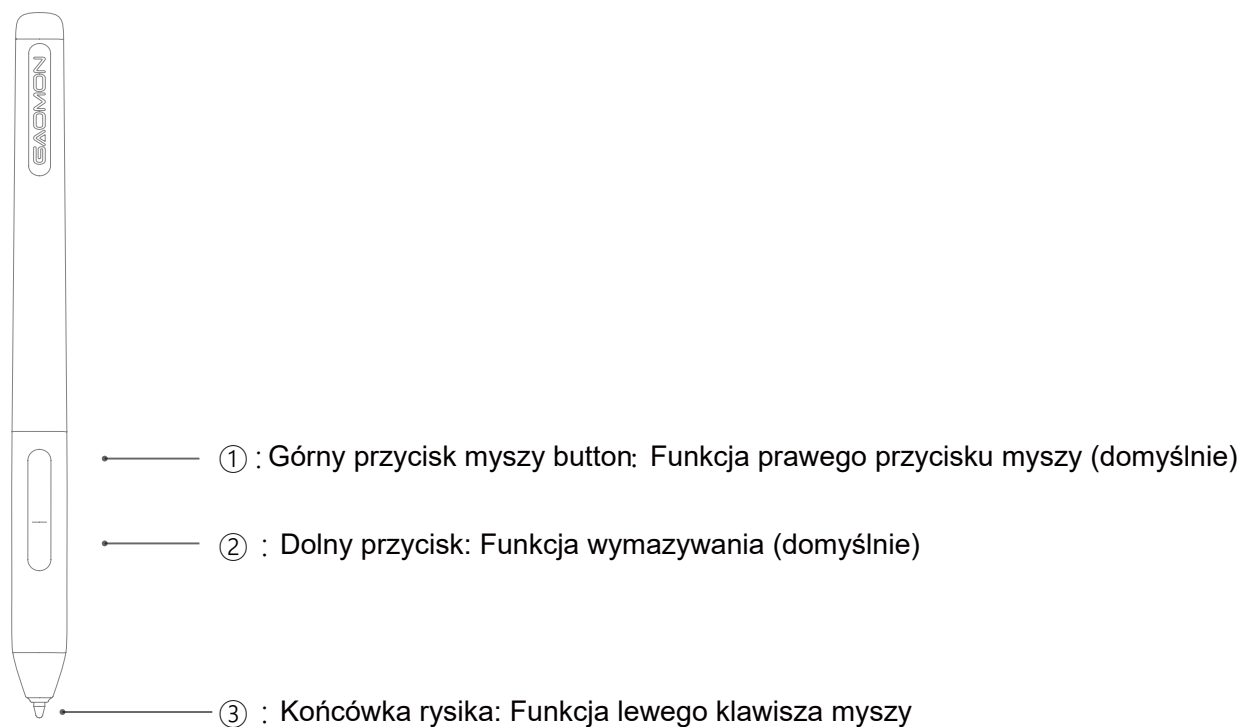 GAOMON
① : Górny przycisk myszy button: Funkcja prawego przycisku myszy (domyślnie)
② : Dolny przycisk: Funkcja wymazywania (domyślnie)
③ : Końcówka rysika: Funkcja lewego klawisza myszy